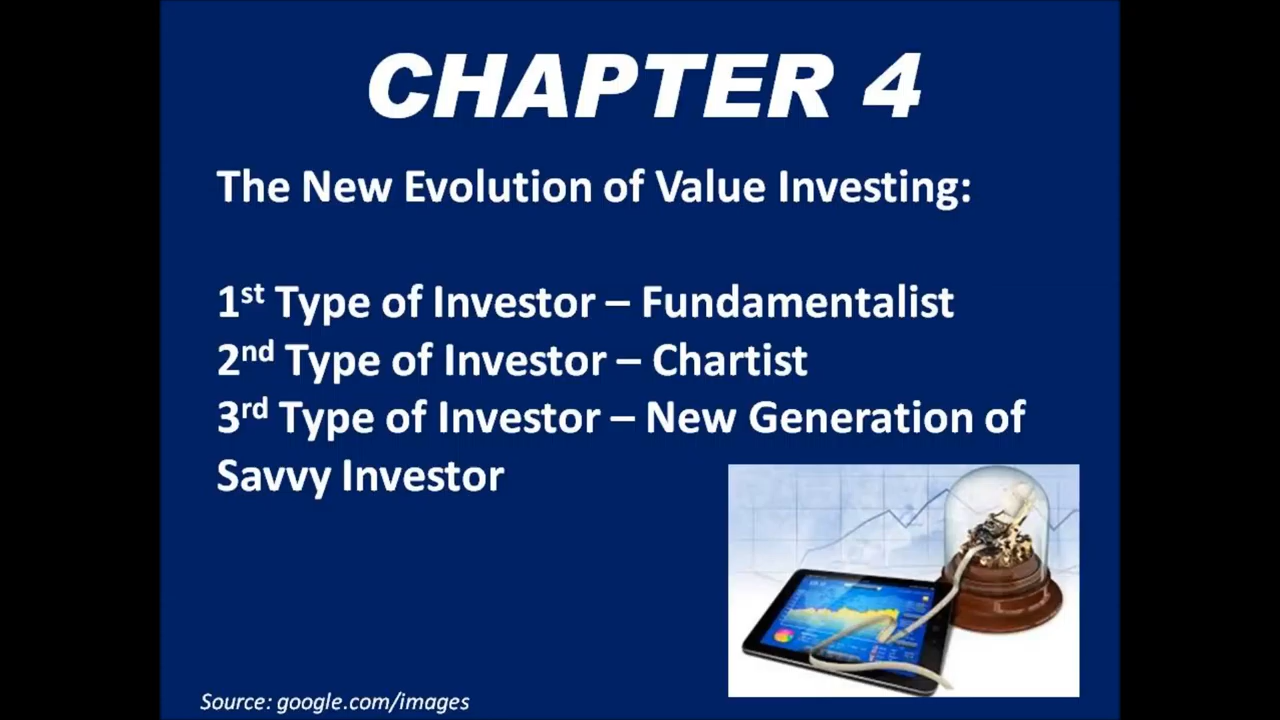 CHAPTER 4
The New Evolution of Value Investing:
1st Type of Investor – Fundamentalist
2nd Type of Investor – Chartist
3rd Type of Investor – New Generation of
Savvy Investor
Source: google.com/images